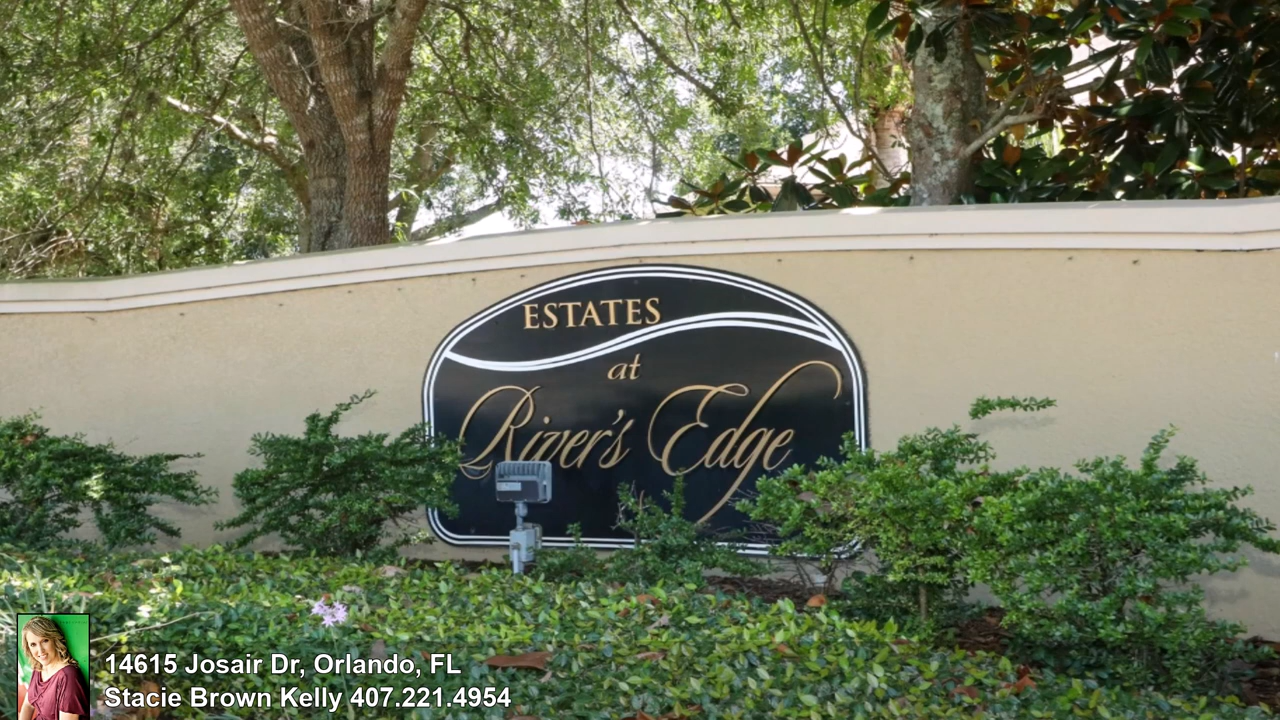 ESTATES
at
River's Edge
14615 Josair Dr, Orlando, FL
Stacie Brown Kelly 407.221.4954